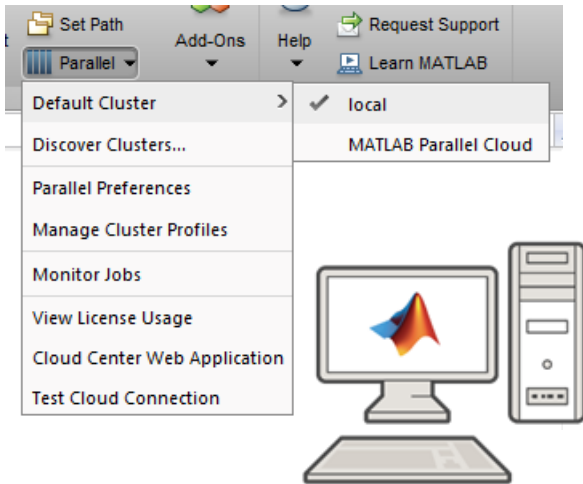 Set Path
Add-Ons
Help
Request Support
Parallel
Learn MATLAB
Default Cluster
local
Discover Clusters...
MATLAB Parallel Cloud
Parallel Preferences
Manage Cluster Profiles
Monitor Jobs
View License Usage
Cloud Center Web Application
Test Cloud Connection